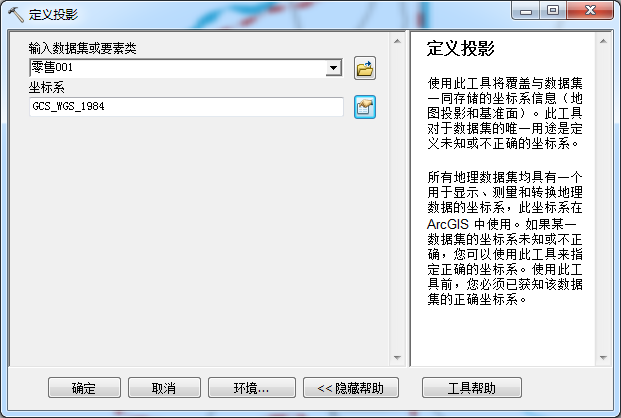 定义投影
输入数据集或要素类
零售001
坐标系
GCS_WGS_1984
定义投影
使用此工具将覆盖与数据集
一同存储的坐标系信息（地
图投影和基准面）。此工具
对于数据集的唯一用途是定
义未知或不正确的坐标系。
所有地理数据集均具有一个
用于显示、测量和转换地理
数据的坐标系，此坐标系在
ArcGIS 中使用。如果某一
数据集的坐标系未知或不正
确，您可以使用此工具来指
定正确的坐标系。使用此工
具前，您必须已获知该数据
集的正确坐标系。
确定
取消
环境...
<< 隐藏帮助
工具帮助